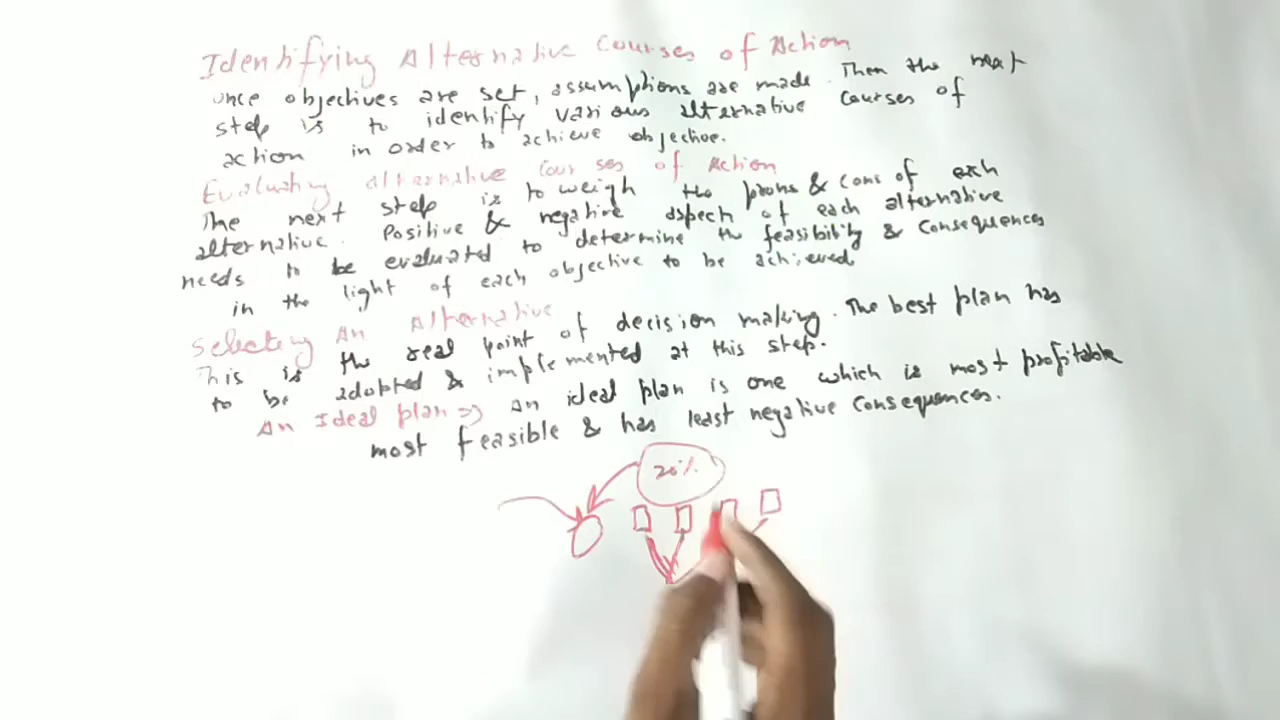 Identifying Alternative Courses of Action
once objectives are set, assumptions are made. Then the next
step is to identify various alternative courses of
action in order to achieve objective.
Evaluating alternative courses of Action
The next step is to weigh the prons & cons of each
alternative. Positive & negative aspech of each alternative
needs to be evaluated to determine the feasibility & consequences
in the light of each objective to be achieved.
Selecting An Alternative
This is the real point of decision making. The best plan has
to be adopted & implemented at this step.
An Ideal plan => An ideal plan is one which is most profitable
most feasible & has least negative consequences.
20%